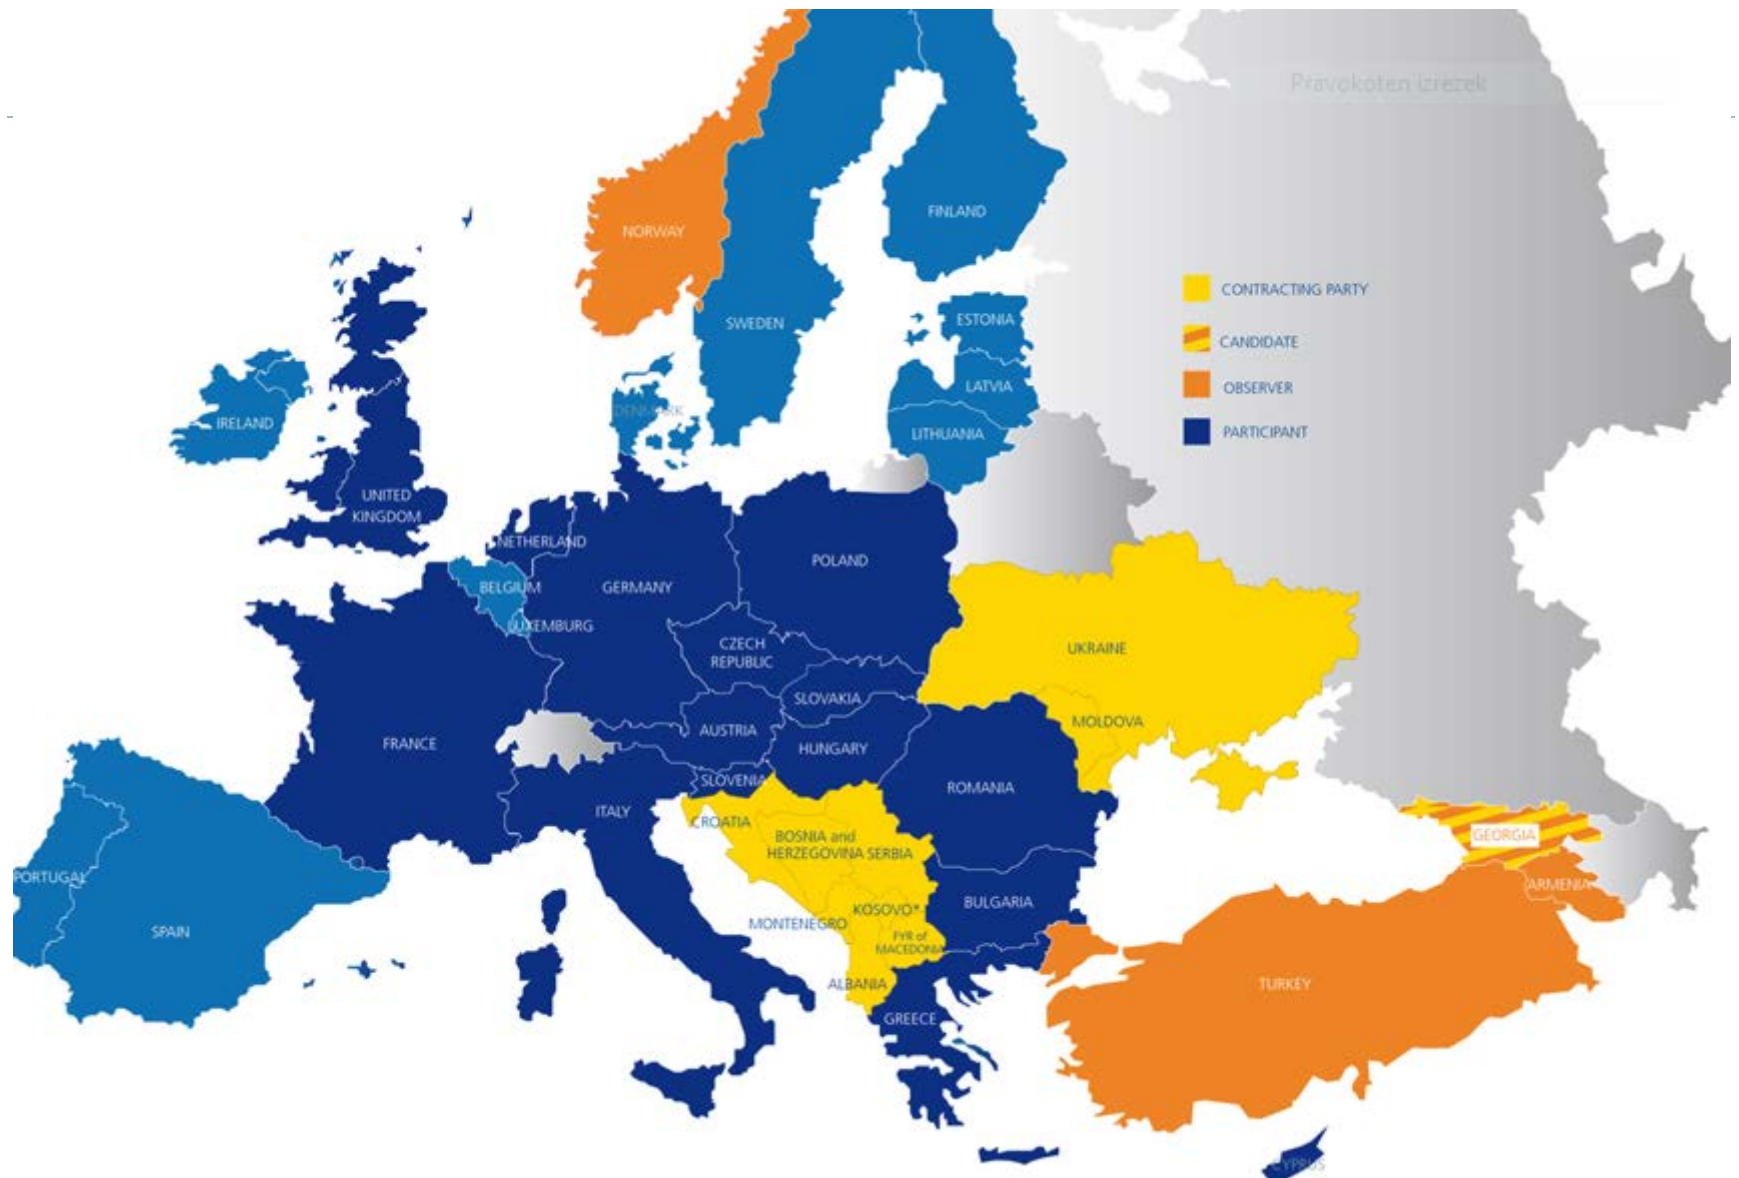 Pravokoten izrezek
NORWAY
FINLAND
SWEDEN
ESTONIA
LATVIA
LITHUANIA
DENMARK
IRELAND
UNITED
KINGDOM
CONTRACTING PARTY
CANDIDATE
OBSERVER
PARTICIPANT
NETHERLAND
BELGIUM
LUXEMBURG
GERMANY
POLAND
CZECH
REPUBLIC
SLOVAKIA
UKRAINE
MOLDOVA
FRANCE
AUSTRIA
HUNGARY
SLOVENIA
ITALY
ROMANIA
CROATIA
BOSNIA and
HERZEGOVINA SERBIA
GEORGIA
ARMENIA
PORTUGAL
SPAIN
MONTENEGRO
KOSOVO*
BULGARIA
FYR of
MACEDONIA
ALBANIA
GREECE
TURKEY
CYPRUS